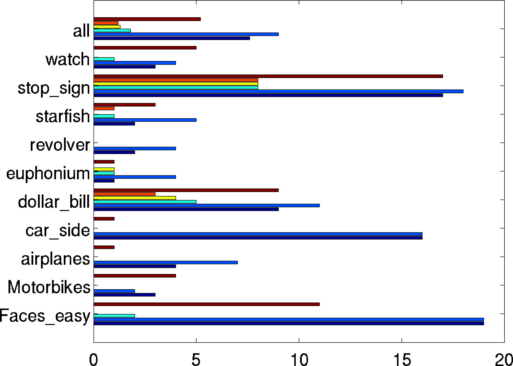 all
watch
stop_sign
starfish
revolver
euphonium
dollar_bill
car_side
airplanes
Motorbikes
Faces_easy
0 5 10 15 20